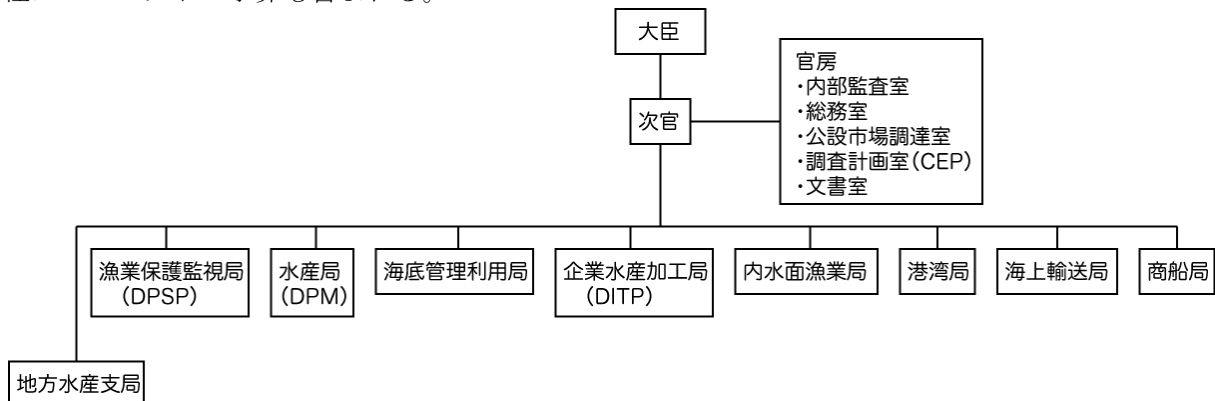 大臣
次官
官房
・内部監査室
・総務室
・公設市場調達室
・調査計画室(CEP)
・文書室
漁業保護監視局
(DPSP)
水産局
(DPM)
海底管理利用局
企業水産加工局
(DITP)
内水面漁業局
港湾局
海上輸送局
商船局
地方水産支局